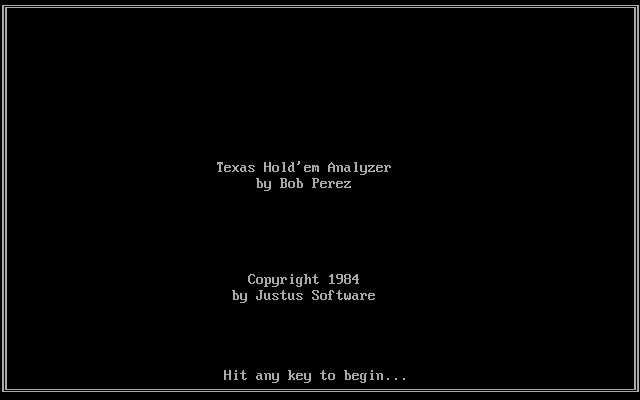 Texas Hold'em Analyzer
by Bob Perez
Copyright 1984
by Justus Software
Hit any key to begin...